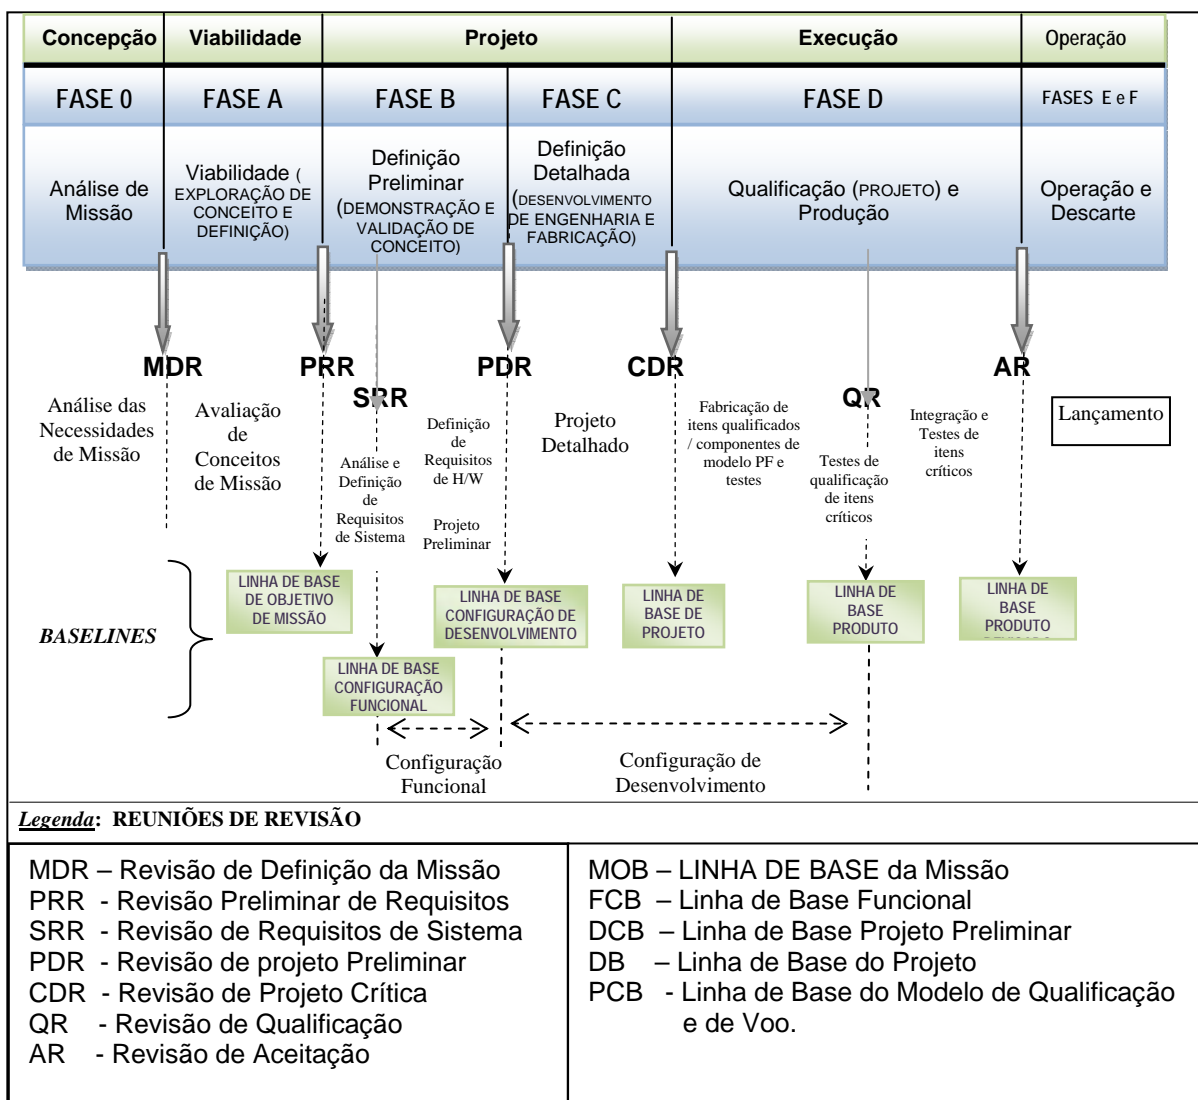 Concepção
Viabilidade
Projeto
Execução
Operação
FASE 0
FASE A
FASE B
FASE C
FASE D
FASES E e F
Análise de
Missão
Viabilidade (
EXPLORAÇÃO DE
CONCEITO E
DEFINIÇÃO)
Definição
Preliminar
(DEMONSTRAÇÃO E
VALIDAÇÃO DE
CONCEITO)
Definição
Detalhada
(DESENVOLVIMENTO
DE ENGENHARIA E
FABRICAÇÃO)
Qualificação (PROJETO) e
Produção
Operação e
Descarte
MDR
PRR
SRR
PDR
CDR
QR
AR
Análise das
Necessidades
de Missão
Avaliação
de
Conceitos
de Missão
Análise e
Definição
de
Requisitos
de Sistema
Definição
de
Requisitos
de H/W
Projeto
Preliminar
Projeto
Detalhado
Fabricação de
itens qualificados
/ componentes de
modelo PF e
testes
Testes de
qualificação
de itens
críticos
Integração e
Testes de
itens
críticos
Lançamento
BASELINES
LINHA DE BASE
DE OBJETIVO
DE MISSÃO
LINHA DE BASE
CONFIGURAÇÃO
FUNCIONAL
LINHA DE BASE
CONFIGURAÇÃO DE
DESENVOLVIMENTO
LINHA DE
BASE DE
PROJETO
LINHA DE
BASE
PRODUTO
LINHA DE
BASE
PRODUTO
Configuração
Funcional
Configuração de
Desenvolvimento
Legenda: REUNIÕES DE REVISÃO
MDR – Revisão de Definição da Missão
PRR - Revisão Preliminar de Requisitos
SRR - Revisão de Requisitos de Sistema
PDR - Revisão de projeto Preliminar
CDR - Revisão de Projeto Crítica
QR - Revisão de Qualificação
AR - Revisão de Aceitação
MOB – LINHA DE BASE da Missão
FCB – Linha de Base Funcional
DCB – Linha de Base Projeto Preliminar
DB – Linha de Base do Projeto
PCB - Linha de Base do Modelo de Qualificação
e de Voo.